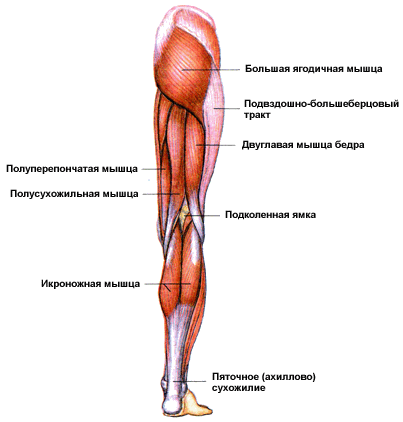 Большая ягодичная мышца
Подвздошно-большеберцовый
тракт
Двуглавая мышца бедра
Полуперепончатая мышца
Полусухожильная мышца
Подколенная ямка
Икроножная мышца
Пяточное (ахиллово)
сухожилие